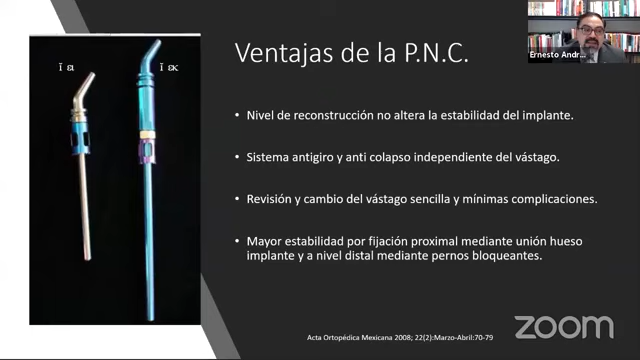 Ventajas de la P.N.C.
Ernesto Andr...
• Nivel de reconstrucción no altera la estabilidad del implante.
• Sistema antigiro y anti colapso independiente del vástago.
• Revisión y cambio del vástago sencilla y mínimas complicaciones.
• Mayor estabilidad por fijación proximal mediante unión hueso
implante y a nivel distal mediante pernos bloqueantes.
Acta Ortopédica Mexicana 2008; 22(2):Marzo-Abril:70-79
zoom